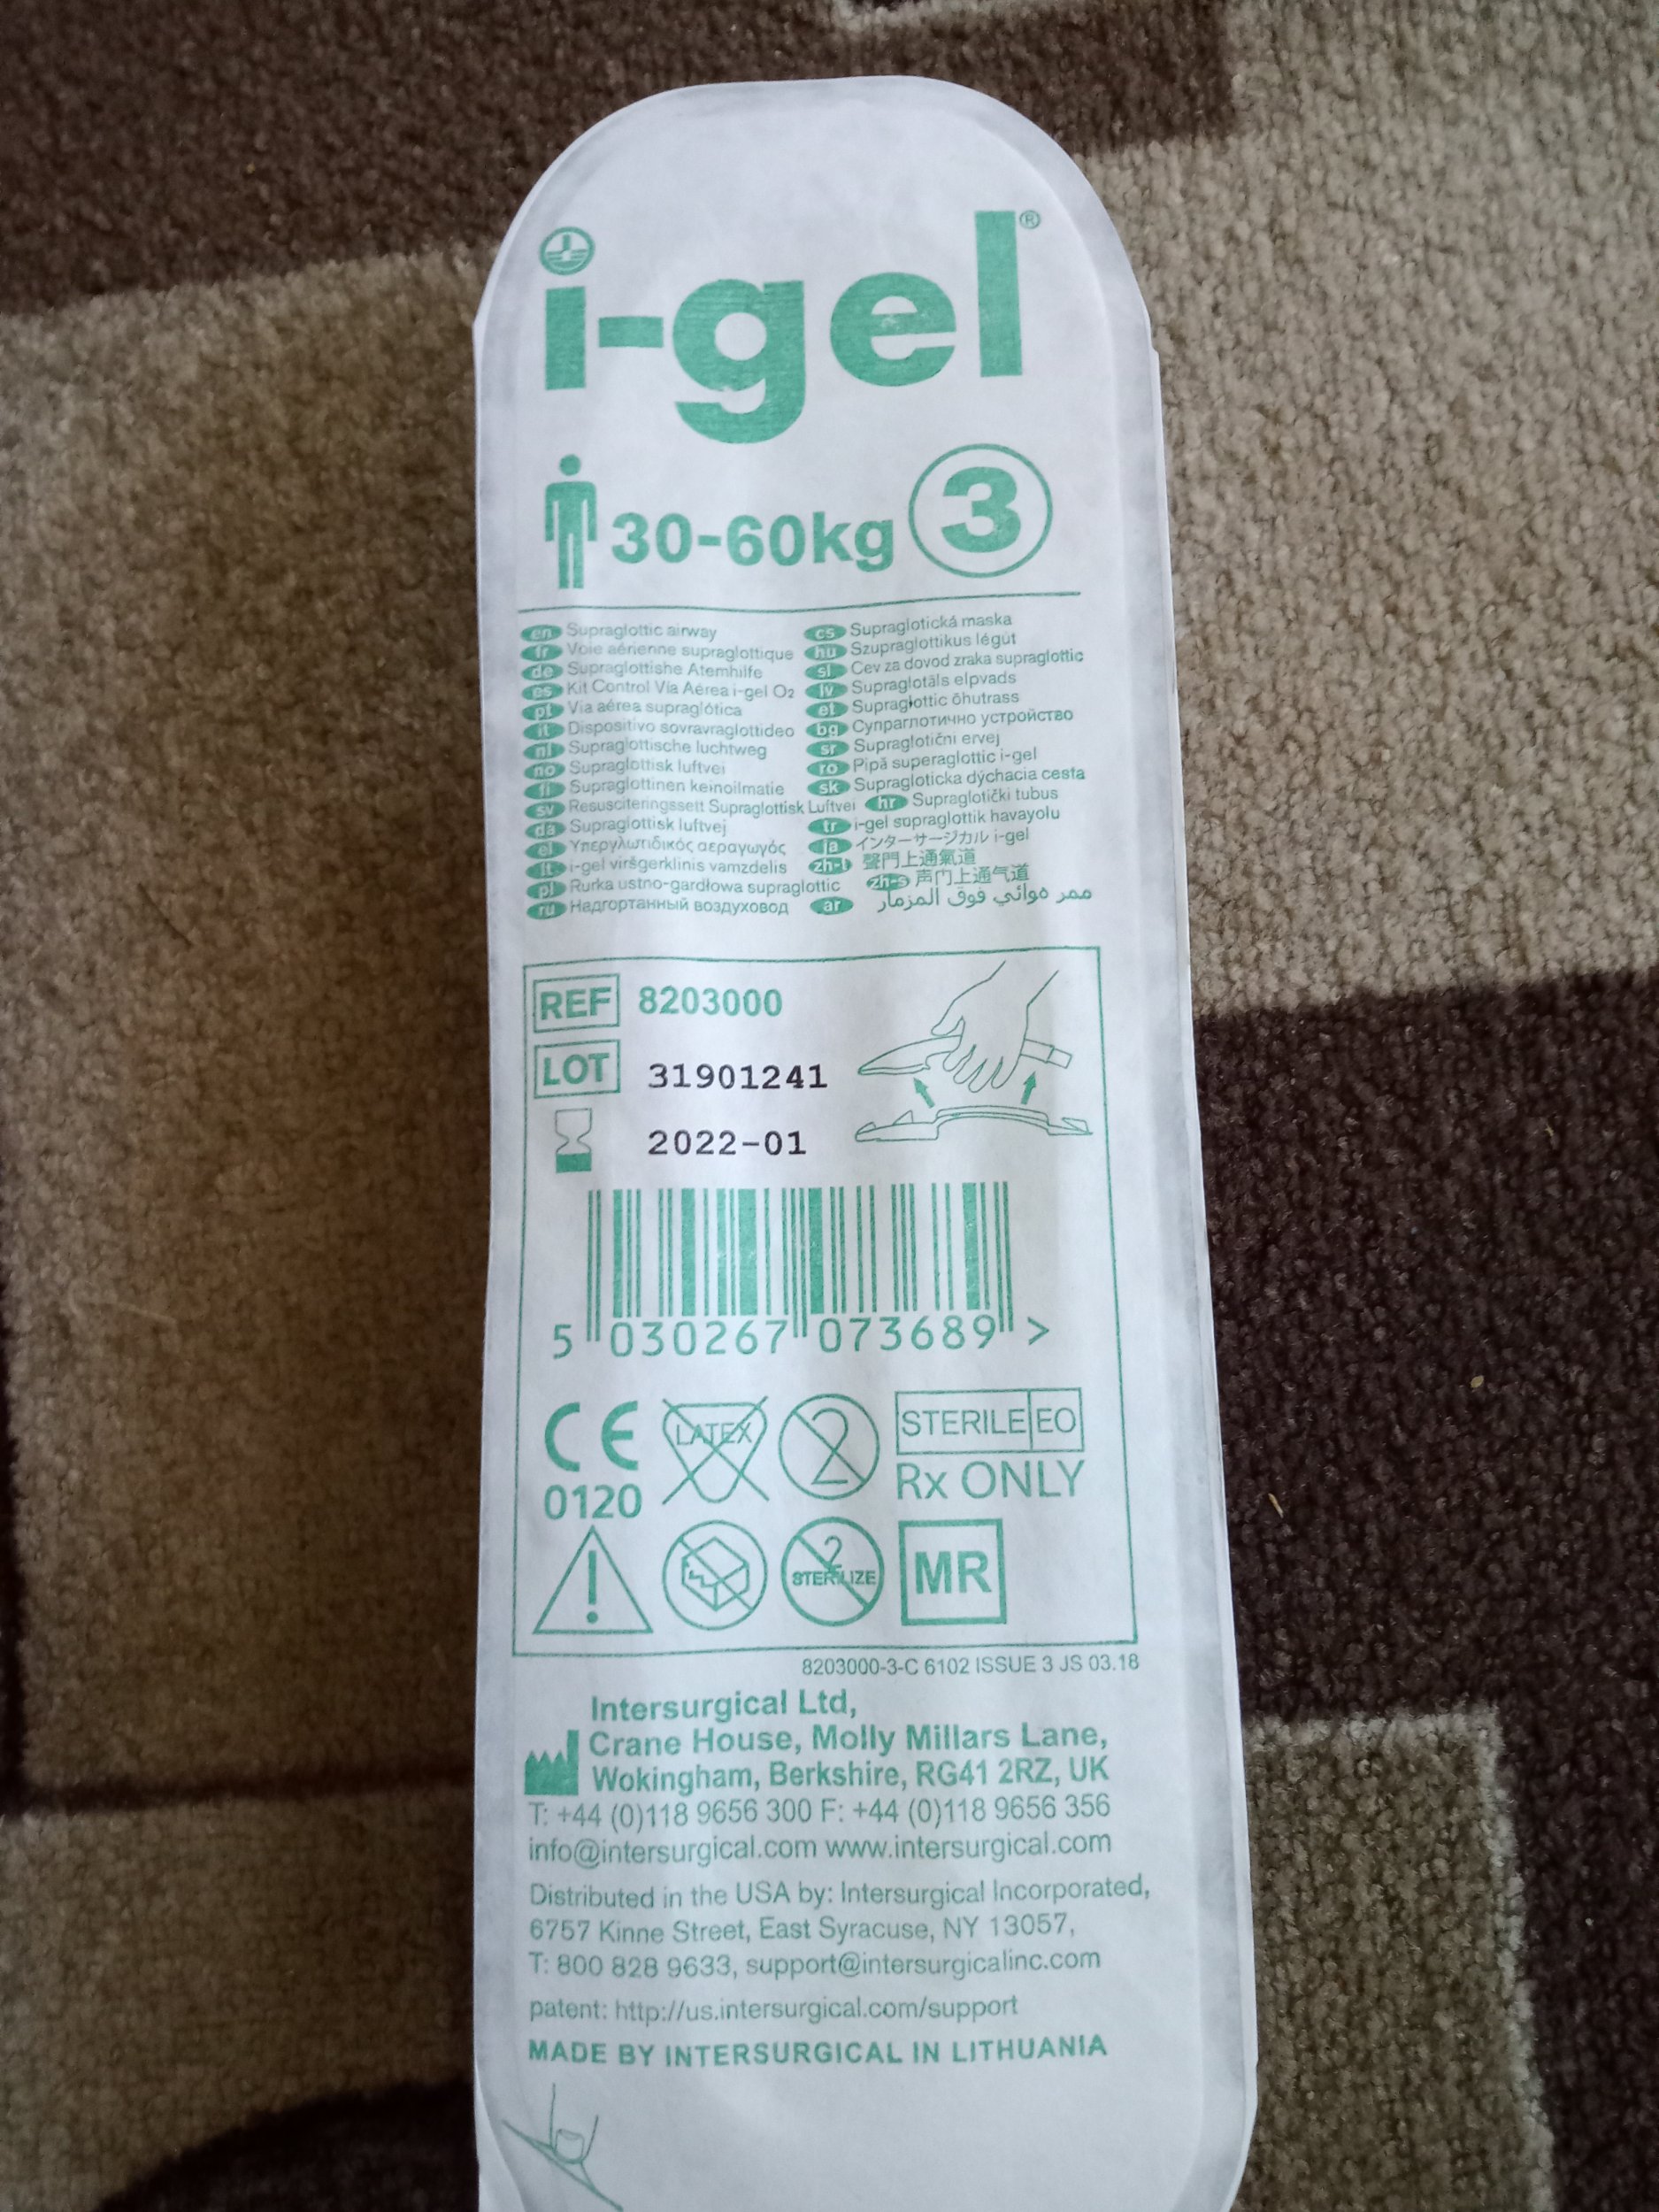 i-gel®
30-60kg 3
en Supraglottic airway
fr Voie aérienne supraglottique
de Supraglottishe Atemhilfe
es Kit Control Via Aérea i-gel O2
pt Via aérea supraglótica
it Dispositivo sovravraglottideo
nl Supraglottische luchtweg
no Supraglottisk luftvei
fi Supraglottinen keinoilmatie
sv Resusciteringssett Supraglottisk Luftvei
da Supraglottisk luftvej
el Υπεργλωττιδικός αεραγωγός
lt i-gel viršgerklinis vamzdelis
pl Rurka ustno-gardłowa supraglottic
ru Надгортанный воздуховод
cs Supraglotická maska
hu Szupraglottikus légút
sl Cev za dovod zraka supraglottic
lv Supraglotāls elpvads
et Supraglottic õhutrass
bg Супраглотично устройство
sr Supraglotični ervej
ro Pipă superaglottic i-gel
sk Supraglotická dýchacia cesta
hr Supraglotički tubus
tr i-gel supraglottik havayolu
ja インターサージカル i-gel
zh-t 聲門上通氣道
zh-s 声门上通气道
ar ممر هوائي فوق المزمار
REF 8203000
LOT 31901241
2022-01
5 030267 073689 >
CE LATEX 2 STERILE EO
0120 Rx ONLY
! 2 STERILIZE MR
8203000-3-C 6102 ISSUE 3 JS 03.18
Intersurgical Ltd,
Crane House, Molly Millars Lane,
Wokingham, Berkshire, RG41 2RZ, UK
T: +44 (0)118 9656 300 F: +44 (0)118 9656 356
info@intersurgical.com www.intersurgical.com
Distributed in the USA by: Intersurgical Incorporated,
6757 Kinne Street, East Syracuse, NY 13057,
T: 800 828 9633, support@intersurgicalinc.com
patent: http://us.intersurgical.com/support
MADE BY INTERSURGICAL IN LITHUANIA